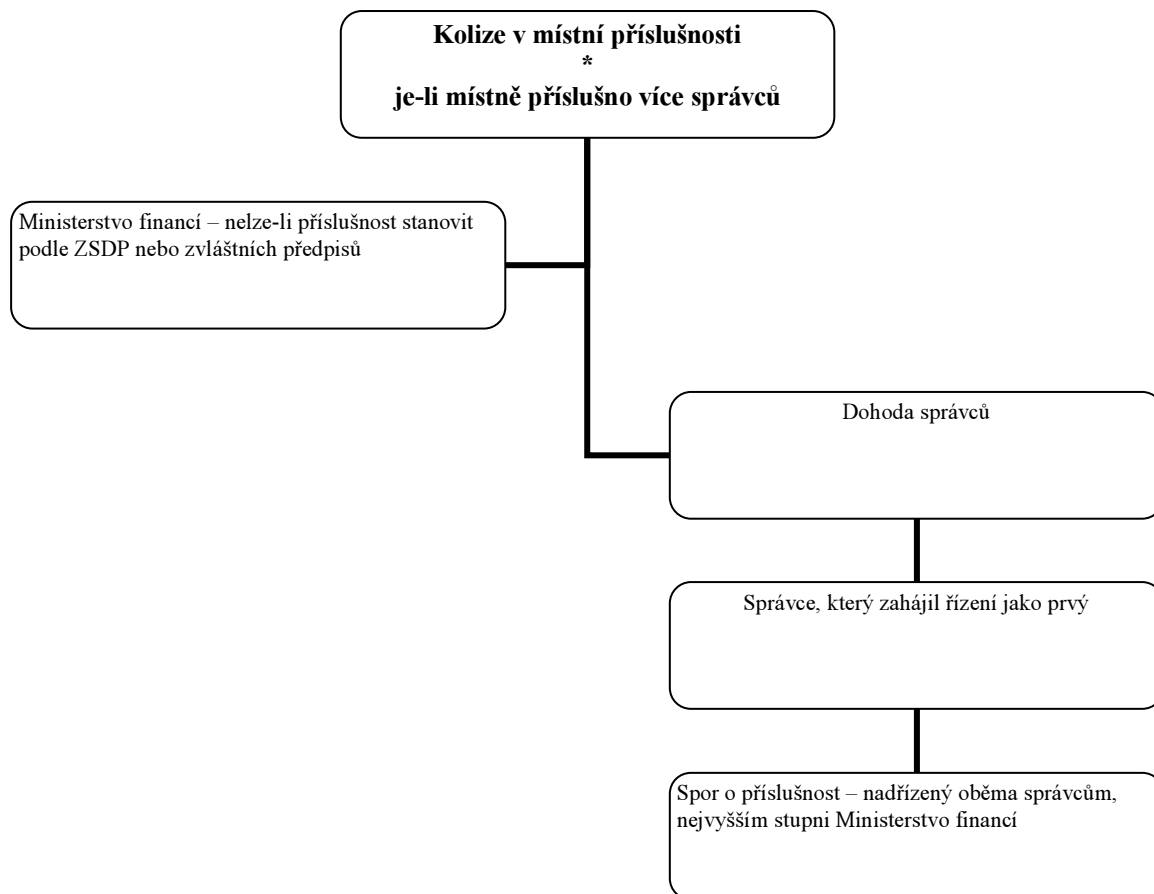 Kolize v místní příslušnosti
*
je-li místně příslušno více správců
Ministerstvo financí – nelze-li příslušnost stanovit
podle ZSDP nebo zvláštních předpisů
Dohoda správců
Správce, který zahájil řízení jako prvý
Spor o příslušnost – nadřízený oběma správcům,
nejvyšším stupni Ministerstvo financí